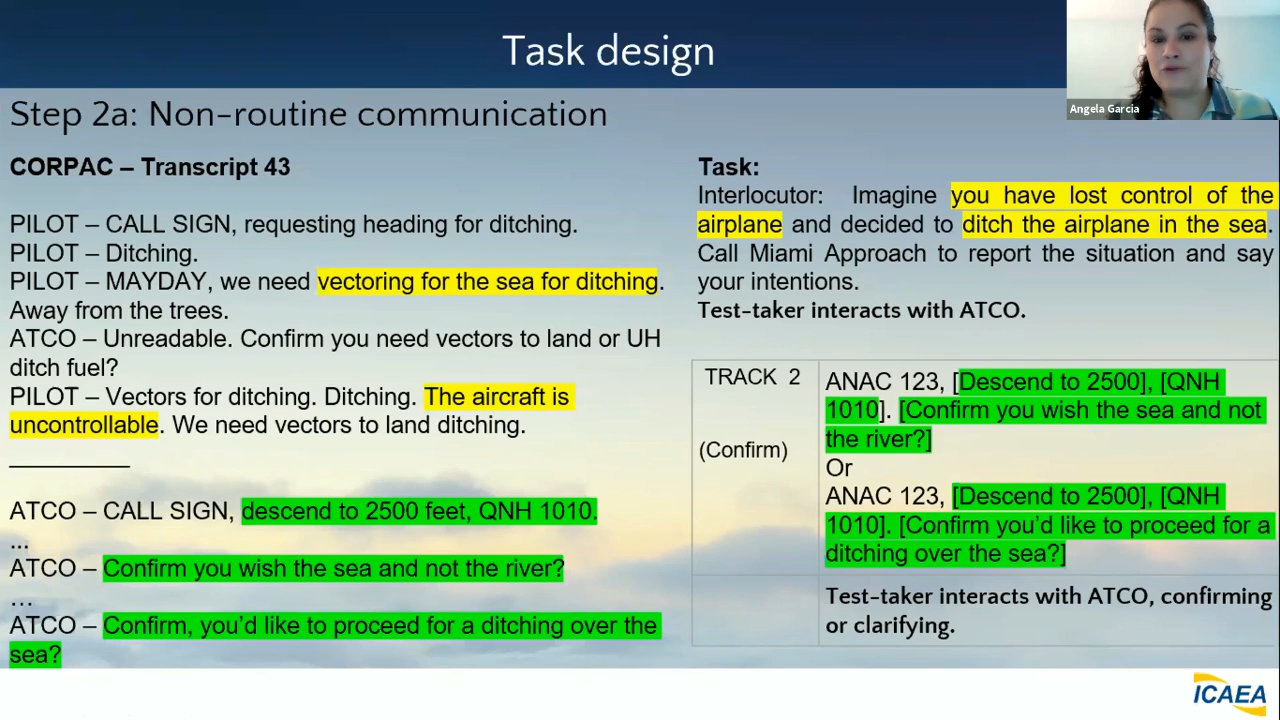 Task design
Angela Garcia
Step 2a: Non-routine communication
CORPAC – Transcript 43
PILOT – CALL SIGN, requesting heading for ditching.
PILOT – Ditching.
PILOT – MAYDAY, we need vectoring for the sea for ditching.
Away from the trees.
ATCO – Unreadable. Confirm you need vectors to land or UH
ditch fuel?
PILOT – Vectors for ditching. Ditching. The aircraft is
uncontrollable. We need vectors to land ditching.
ATCO – CALL SIGN, descend to 2500 feet, QNH 1010.
...
ATCO – Confirm you wish the sea and not the river?
…
ATCO – Confirm, you’d like to proceed for a ditching over the
sea?
Task:
Interlocutor: Imagine you have lost control of the
airplane and decided to ditch the airplane in the sea.
Call Miami Approach to report the situation and say
your intentions.
Test-taker interacts with ATCO.
TRACK 2
(Confirm)
ANAC 123, [Descend to 2500], [QNH
1010]. [Confirm you wish the sea and not
the river?]
Or
ANAC 123, [Descend to 2500], [QNH
1010]. [Confirm you’d like to proceed for a
ditching over the sea?]
Test-taker interacts with ATCO, confirming
or clarifying.
ICAEA